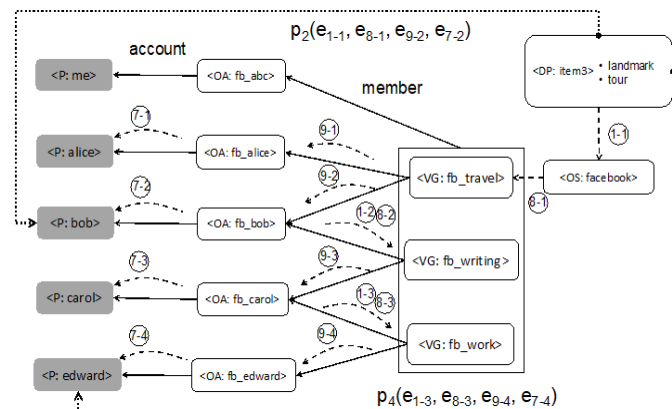 p2(e1-1, e8-1, e9-2, e7-2)
account
<P: me>
<OA: fb_abc>
member
<DP: item3>
• landmark
• tour
1-1
7-1
9-1
<P: alice>
<OA: fb_alice>
<VG: fb_travel>
<OS: facebook>
8-1
7-2
9-2
<P: bob>
<OA: fb_bob>
1-2
8-2
<VG: fb_writing>
7-3
9-3
<P: carol>
<OA: fb_carol>
1-3
8-3
<VG: fb_work>
7-4
9-4
<P: edward>
<OA: fb_edward>
p4(e1-3, e8-3, e9-4, e7-4)